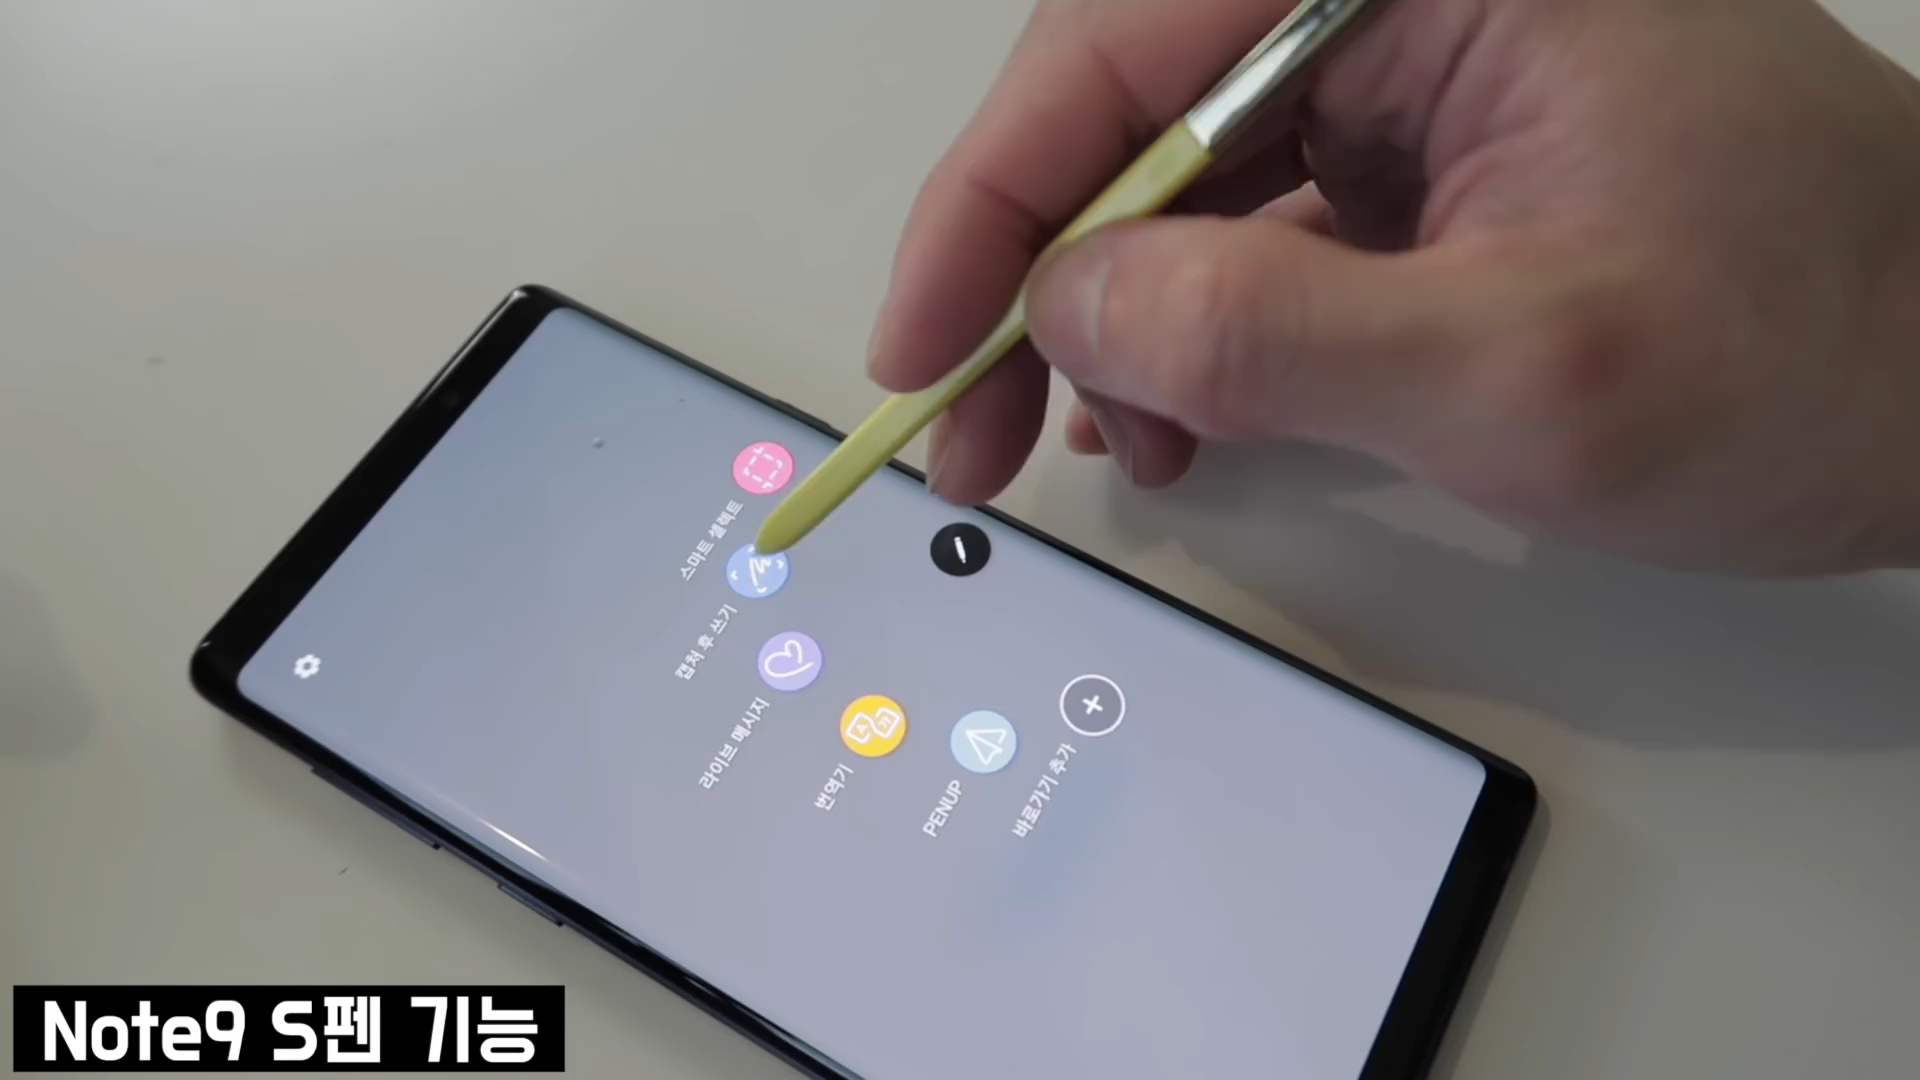 스마트 셀렉트
캡처 후 쓰기
라이브 메시지
번역기
PENUP
바로가기 추가
Note9 S펜 기능